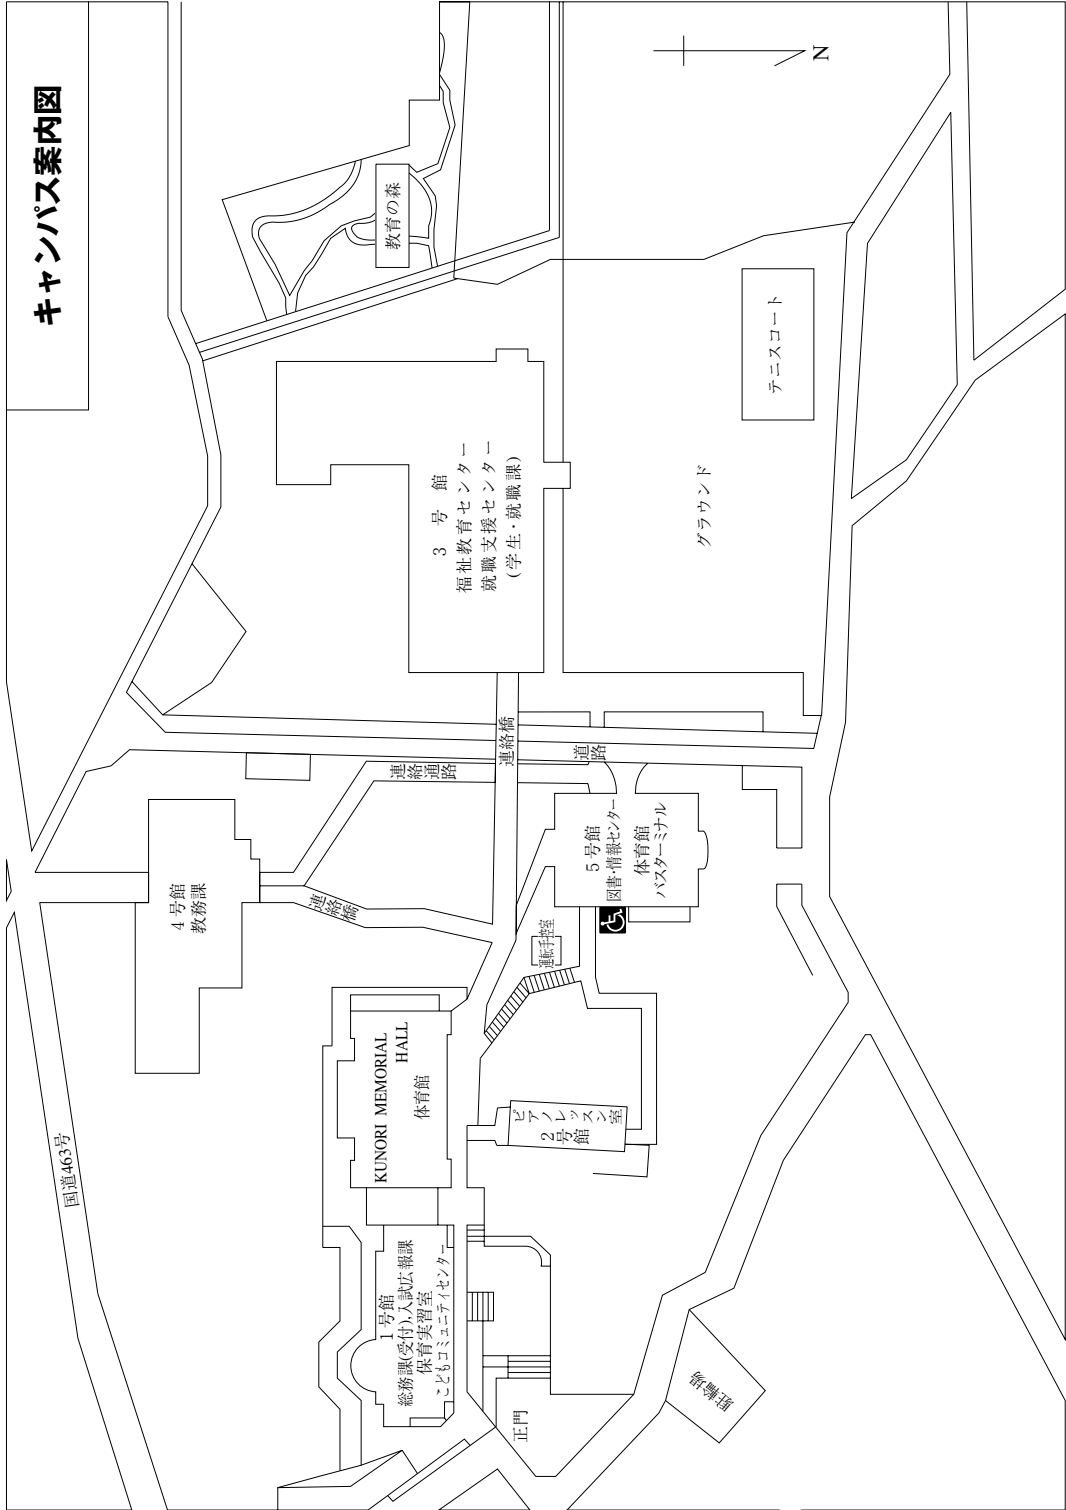 キャンパス案内図
N
教育の森
テニスコート
グラウンド
3 号 館
福祉教育センター
就職支援センター
(学生・就職課)
連絡橋
道路
連絡通路
5号館
図書・情報センター
体育館
バスターミナル
4号館
教務課
連絡橋
運転手控室
KUNORI MEMORIAL
HALL
体育館
ピアノレッスン室
2号館
国道463号
1号館
総務課(受付),入試広報課
保育実習室
こどもコミュニティセンター
正門
駐輪場